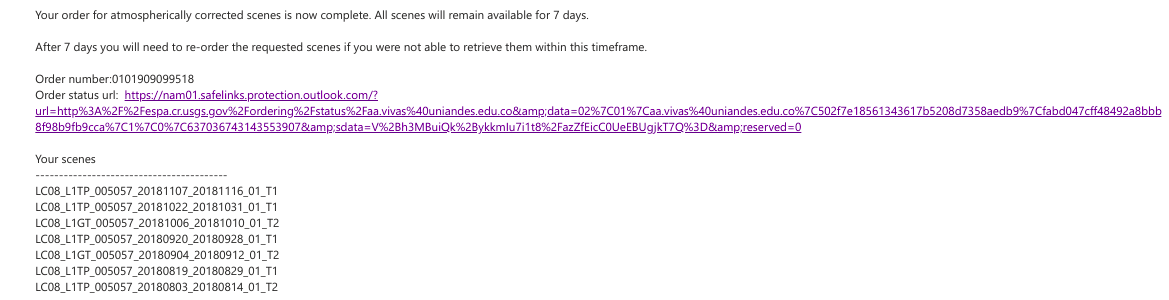 Your order for atmospherically corrected scenes is now complete. All scenes will remain available for 7 days.
After 7 days you will need to re-order the requested scenes if you were not able to retrieve them within this timeframe.
Order number:0101909099518
Order status url:  https://nam01.safelinks.protection.outlook.com/?
url=http%3A%2F%2Fespa.cr.usgs.gov%2Fordering%2Fstatus%2Faa.vivas%40uniandes.edu.co&amp;data=02%7C01%7Caa.vivas%40uniandes.edu.co%7C502f7e18561343617b5208d7358aedb9%7Cfabd047cff48492a8bbb
8f98b9fb9cca%7C1%7C0%7C637036743143553907&amp;sdata=V%2Bh3MBuiQk%2BykkmIu7i1t8%2FazZfEicC0UeEBUgjkT7Q%3D&amp;reserved=0
Your scenes
-----------------------------------------
LC08_L1TP_005057_20181107_20181116_01_T1
LC08_L1TP_005057_20181022_20181031_01_T1
LC08_L1GT_005057_20181006_20181010_01_T2
LC08_L1TP_005057_20180920_20180928_01_T1
LC08_L1GT_005057_20180904_20180912_01_T2
LC08_L1TP_005057_20180819_20180829_01_T1
LC08_L1TP_005057_20180803_20180814_01_T2